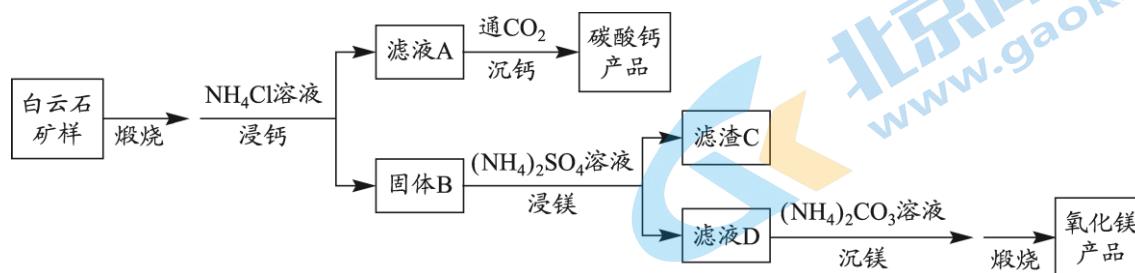 白云石
矿样
煅烧
NH₄Cl溶液
浸钙
滤液A
通CO₂
沉钙
碳酸钙
产品
固体B
(NH₄)₂SO₄溶液
浸镁
滤渣C
滤液D
(NH₄)₂CO₃溶液
沉镁
煅烧
氧化镁
产品
北京
www.gaok